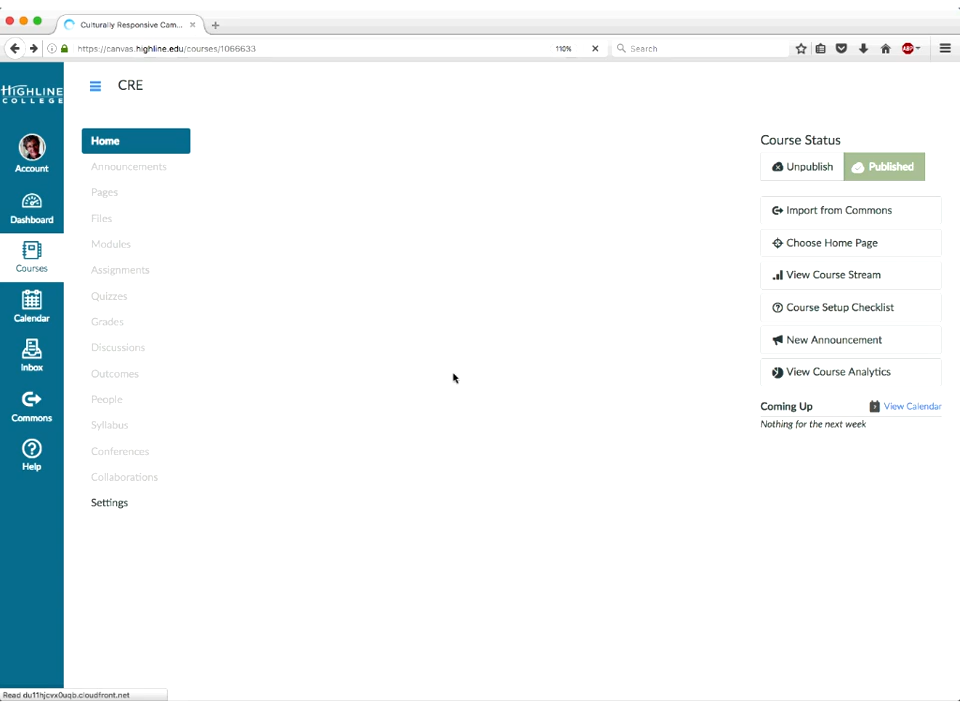 Culturally Responsive Cam...
https://canvas.highline.edu/courses/1066633
110%
Search
ABP
HIGHLINE
COLLEGE
CRE
Account
Dashboard
Courses
Calendar
Inbox
Commons
Help
Home
Announcements
Pages
Files
Modules
Assignments
Quizzes
Grades
Discussions
Outcomes
People
Syllabus
Conferences
Collaborations
Settings
Course Status
Unpublish
Published
Import from Commons
Choose Home Page
View Course Stream
Course Setup Checklist
New Announcement
View Course Analytics
Coming Up
View Calendar
Nothing for the next week
Read du11hjcvx0uqb.cloudfront.net